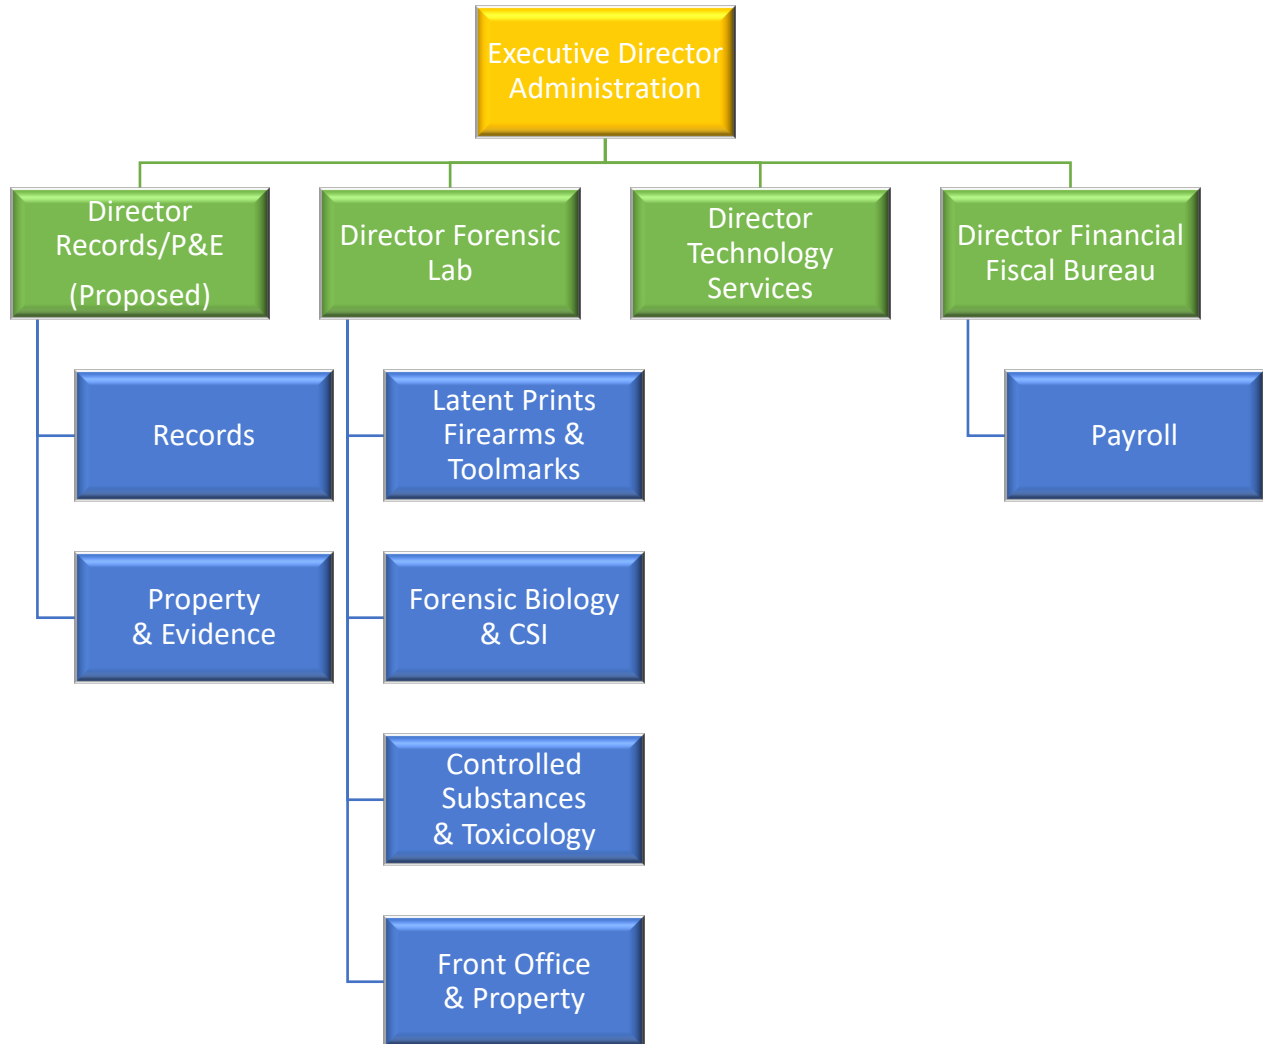 Executive Director
Administration
Director
Records/P&E
(Proposed)
Director Forensic
Lab
Director
Technology
Services
Director Financial
Fiscal Bureau
Records
Latent Prints
Firearms &
Toolmarks
Payroll
Property
& Evidence
Forensic Biology
& CSI
Controlled
Substances
& Toxicology
Front Office
& Property